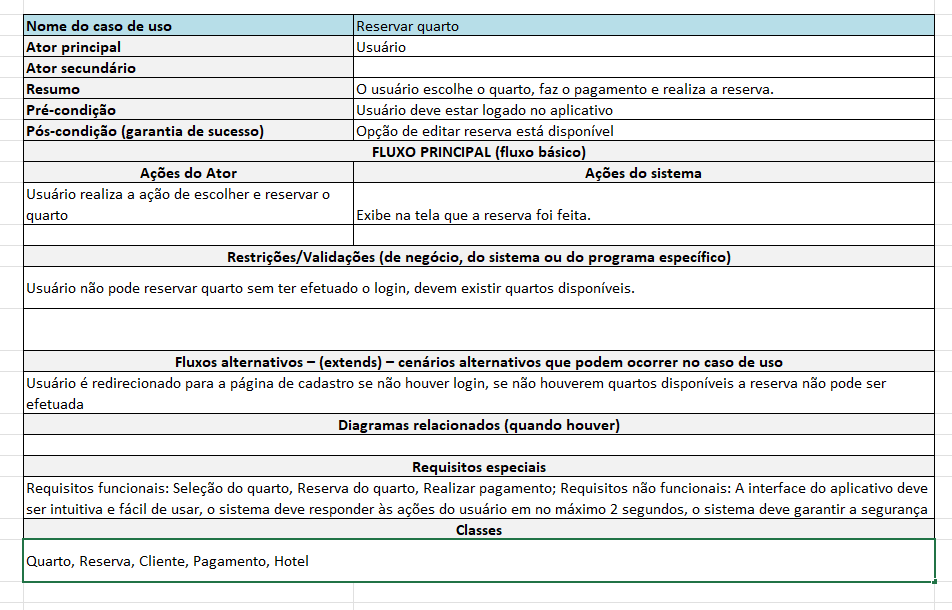 Nome do caso de uso Reservar quarto
Ator principal Usuário
Ator secundário
Resumo O usuário escolhe o quarto, faz o pagamento e realiza a reserva.
Pré-condição Usuário deve estar logado no aplicativo
Pós-condição (garantia de sucesso) Opção de editar reserva está disponível
FLUXO PRINCIPAL (fluxo básico)
Ações do Ator Ações do sistema
Usuário realiza a ação de escolher e reservar o
quarto Exibe na tela que a reserva foi feita.
Restrições/Validações (de negócio, do sistema ou do programa específico)
Usuário não pode reservar quarto sem ter efetuado o login, devem existir quartos disponíveis.
Fluxos alternativos – (extends) – cenários alternativos que podem ocorrer no caso de uso
Usuário é redirecionado para a página de cadastro se não houver login, se não houverem quartos disponíveis a reserva não pode ser
efetuada
Diagramas relacionados (quando houver)
Requisitos especiais
Requisitos funcionais: Seleção do quarto, Reserva do quarto, Realizar pagamento; Requisitos não funcionais: A interface do aplicativo deve
ser intuitiva e fácil de usar, o sistema deve responder às ações do usuário em no máximo 2 segundos, o sistema deve garantir a segurança
Classes
Quarto, Reserva, Cliente, Pagamento, Hotel